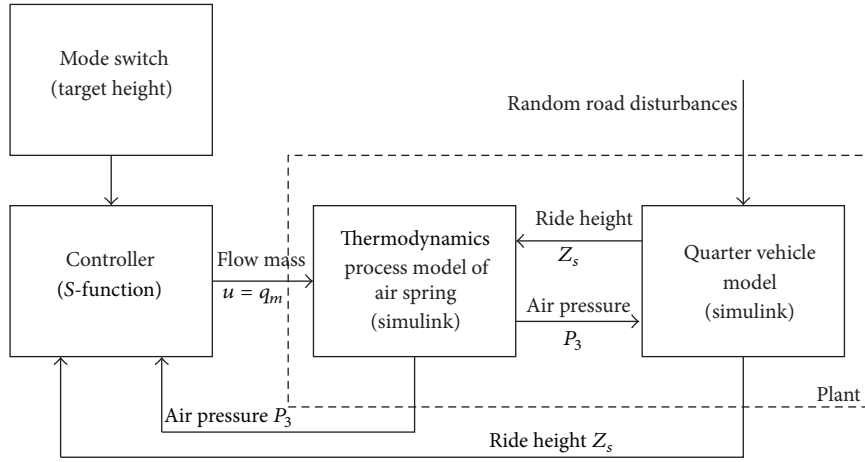 Mode switch
(target height)
Random road disturbances
Controller
(S-function)
Flow mass
u = q_m
Thermodynamics
process model of
air spring
(simulink)
Ride height
Z_s
Air pressure
P_3
Quarter vehicle
model
(simulink)
Plant
Air pressure P_3
Ride height Z_s